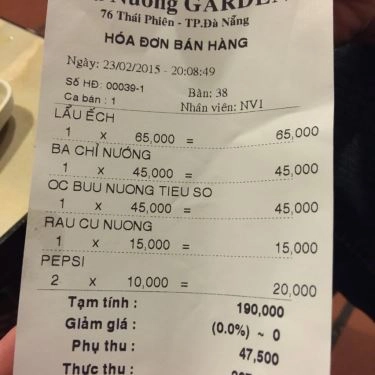 Nướng GARDEN
76 Thái Phiên - TP.Đà Nẵng
HÓA ĐƠN BÁN HÀNG
Ngày: 23/02/2015 - 20:08:49
Số HĐ: 00039-1 Bàn: 38
Ca bán : 1 Nhân viên: NV1
LẨU ẾCH
1 x 65,000 = 65,000
BA CHỈ NƯỚNG
1 x 45,000 = 45,000
OC BUU NUONG TIEU SO
1 x 45,000 = 45,000
RAU CU NUONG
1 x 15,000 = 15,000
PEPSI
2 x 10,000 = 20,000
Tạm tính : 190,000
Giảm giá : (0.0%) ~ 0
Phụ thu : 47,500
Thực thu :